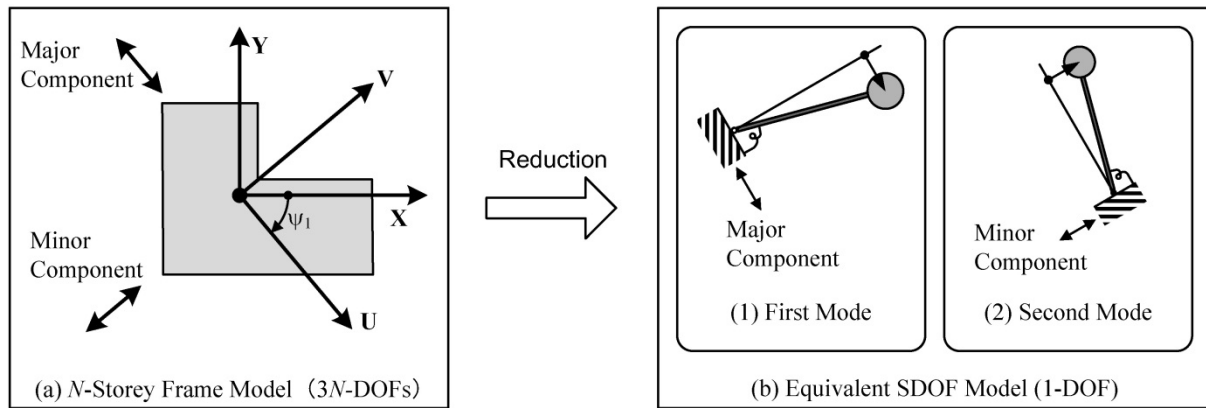 Major
Component
Y
V
X
ψ1
Minor
Component
U
(a) N-Storey Frame Model（3N-DOFs）
Reduction
Major
Component
(1) First Mode
Minor
Component
(2) Second Mode
(b) Equivalent SDOF Model (1-DOF)